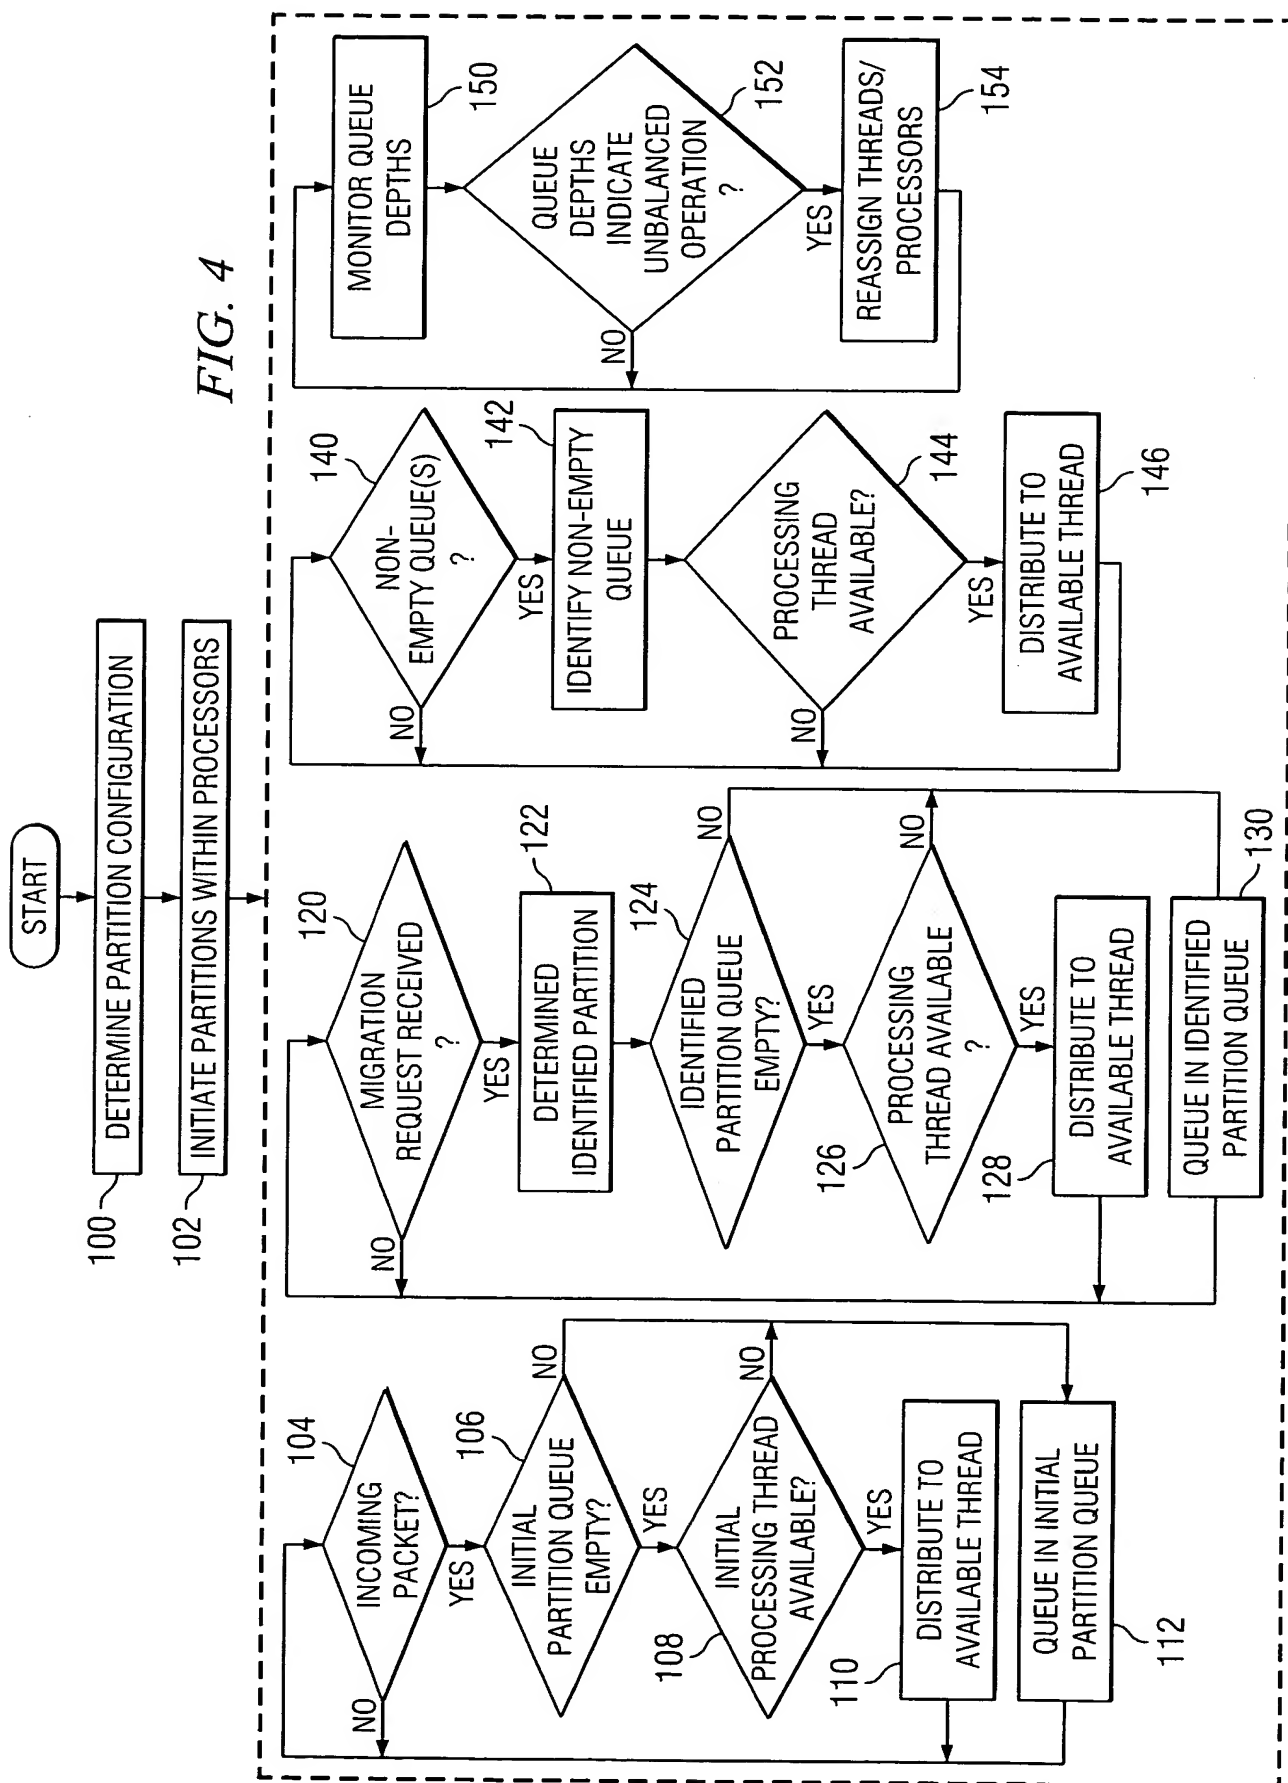 FIG. 4
START
100
DETERMINE PARTITION CONFIGURATION
102
INITIATE PARTITIONS WITHIN PROCESSORS
104
INCOMING
PACKET?
NO
YES
106
INITIAL
PARTITION QUEUE
EMPTY?
NO
YES
108
INITIAL
PROCESSING THREAD
AVAILABLE?
NO
YES
110
DISTRIBUTE TO
AVAILABLE THREAD
QUEUE IN INITIAL
PARTITION QUEUE
112
120
MIGRATION
REQUEST RECEIVED
?
NO
YES
122
DETERMINED
IDENTIFIED PARTITION
124
IDENTIFIED
PARTITION QUEUE
EMPTY?
NO
YES
126
PROCESSING
THREAD AVAILABLE
?
NO
YES
128
DISTRIBUTE TO
AVAILABLE THREAD
QUEUE IN IDENTIFIED
PARTITION QUEUE
130
140
NON-
EMPTY QUEUE(S)
?
NO
YES
142
IDENTIFY NON-EMPTY
QUEUE
PROCESSING
THREAD
AVAILABLE?
144
NO
YES
DISTRIBUTE TO
AVAILABLE THREAD
146
MONITOR QUEUE
DEPTHS
150
QUEUE
DEPTHS
INDICATE
UNBALANCED
OPERATION
?
152
NO
YES
REASSIGN THREADS/
PROCESSORS
154